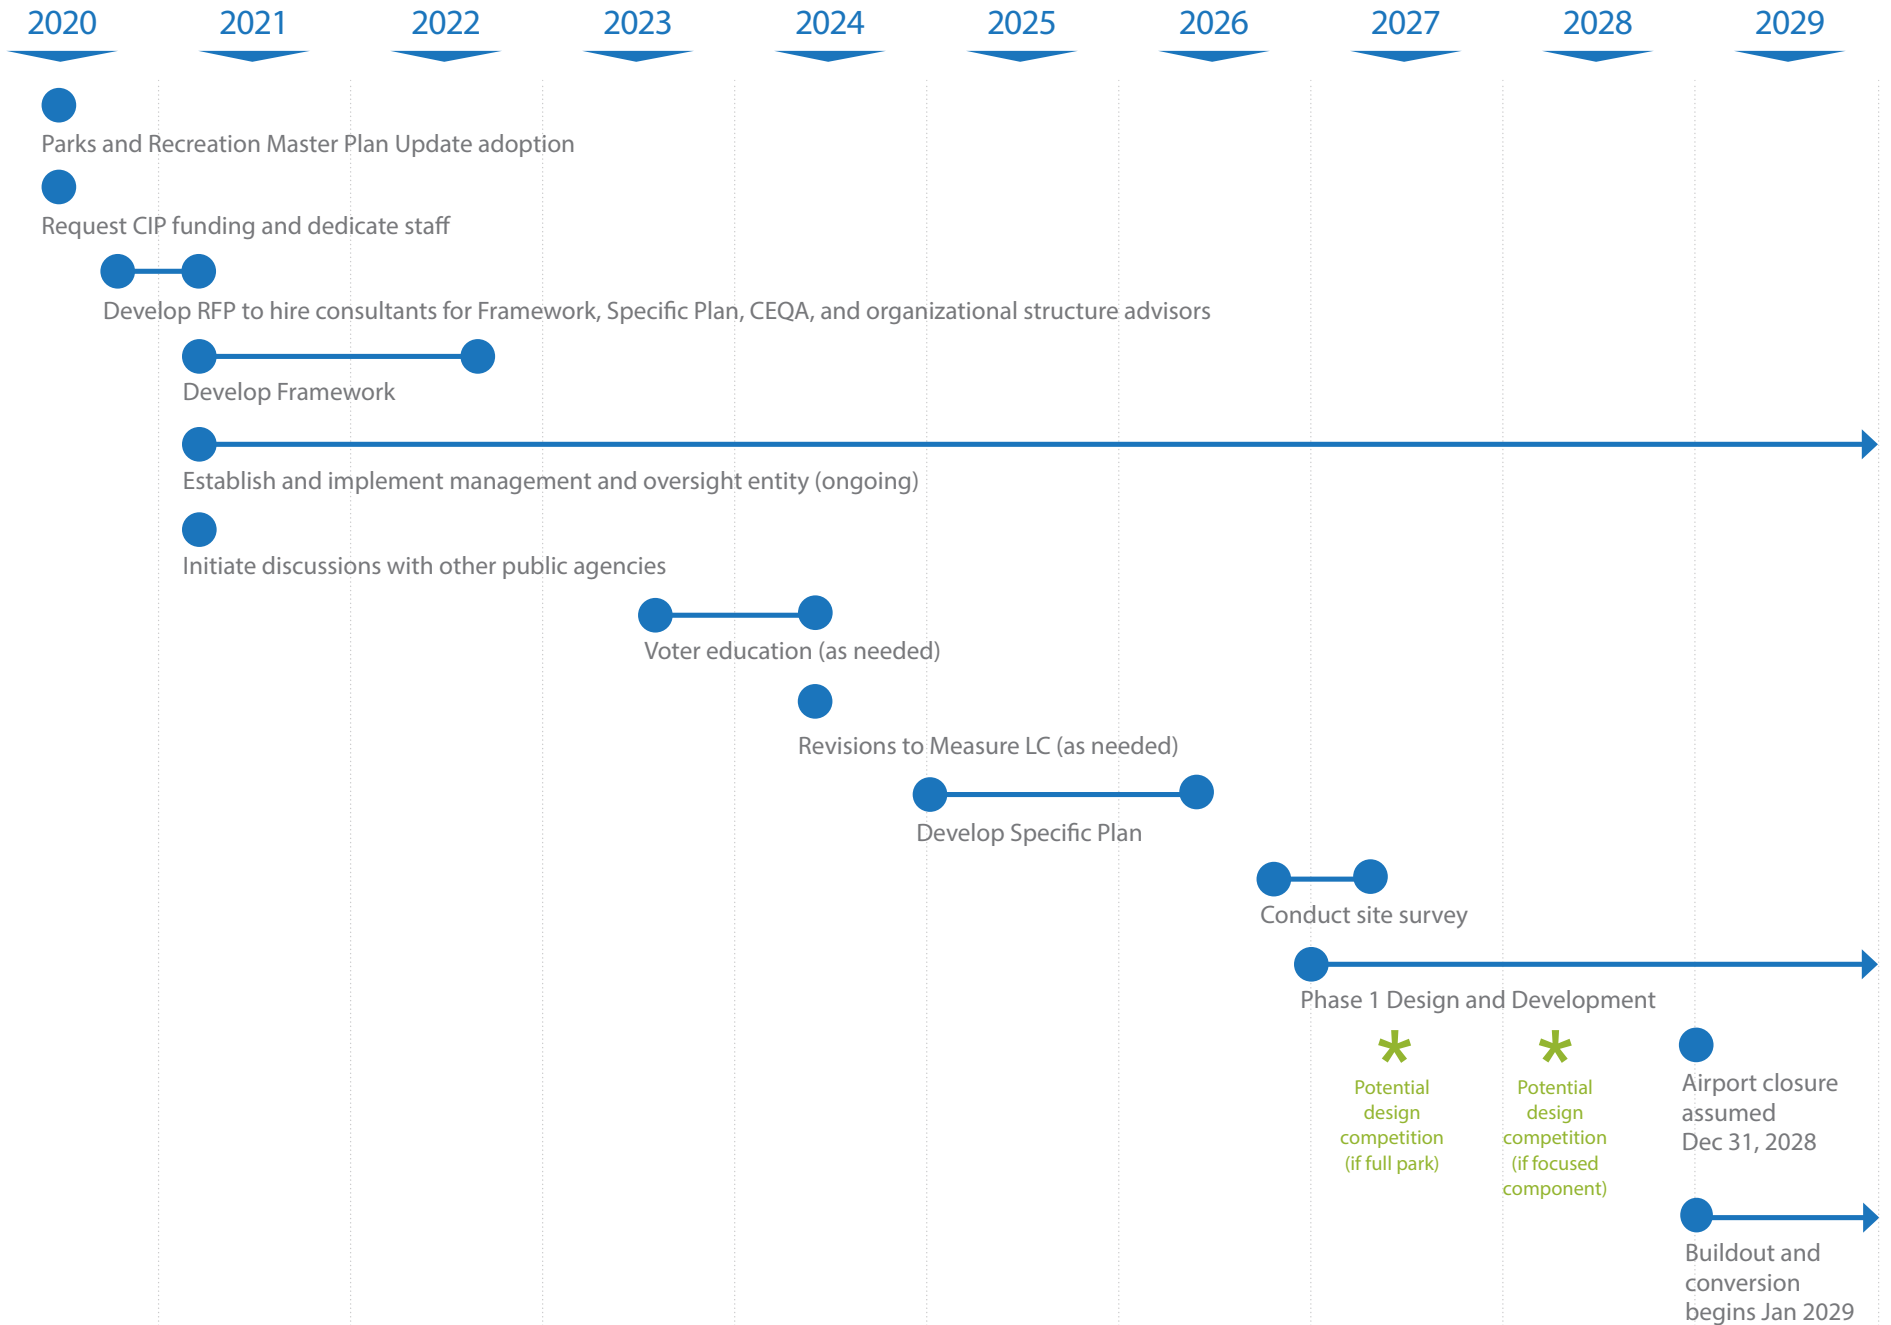 2020 2021 2022 2023 2024 2025 2026 2027 2028 2029
Parks and Recreation Master Plan Update adoption
Request CIP funding and dedicate staff
Develop RFP to hire consultants for Framework, Specific Plan, CEQA, and organizational structure advisors
Develop Framework
Establish and implement management and oversight entity (ongoing)
Initiate discussions with other public agencies
Voter education (as needed)
Revisions to Measure LC (as needed)
Develop Specific Plan
Conduct site survey
Phase 1 Design and Development
*
Potential
design
competition
(if full park)
*
Potential
design
competition
(if focused
component)
Airport closure
assumed
Dec 31, 2028
Buildout and
conversion
begins Jan 2029